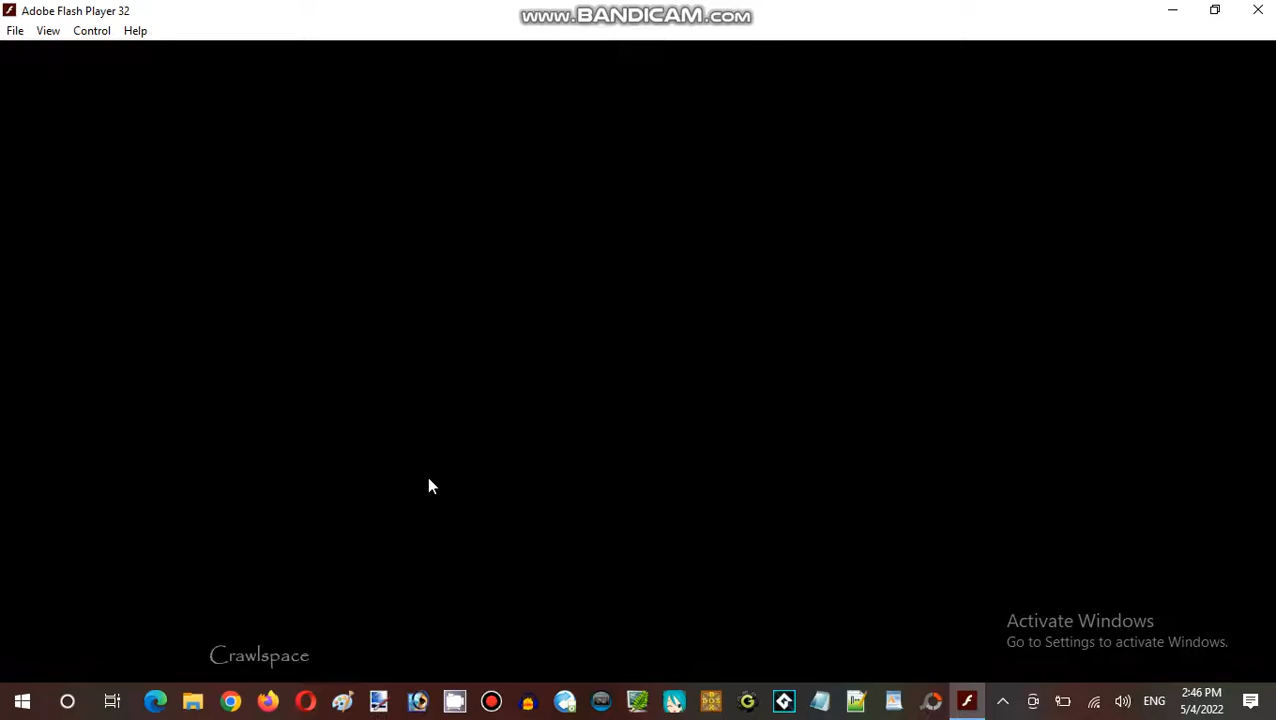 Adobe Flash Player 32
www.BANDICAM.com
File View Control Help
Activate Windows
Go to Settings to activate Windows.
Crawlspace
ENG
2:46 PM
5/4/2022